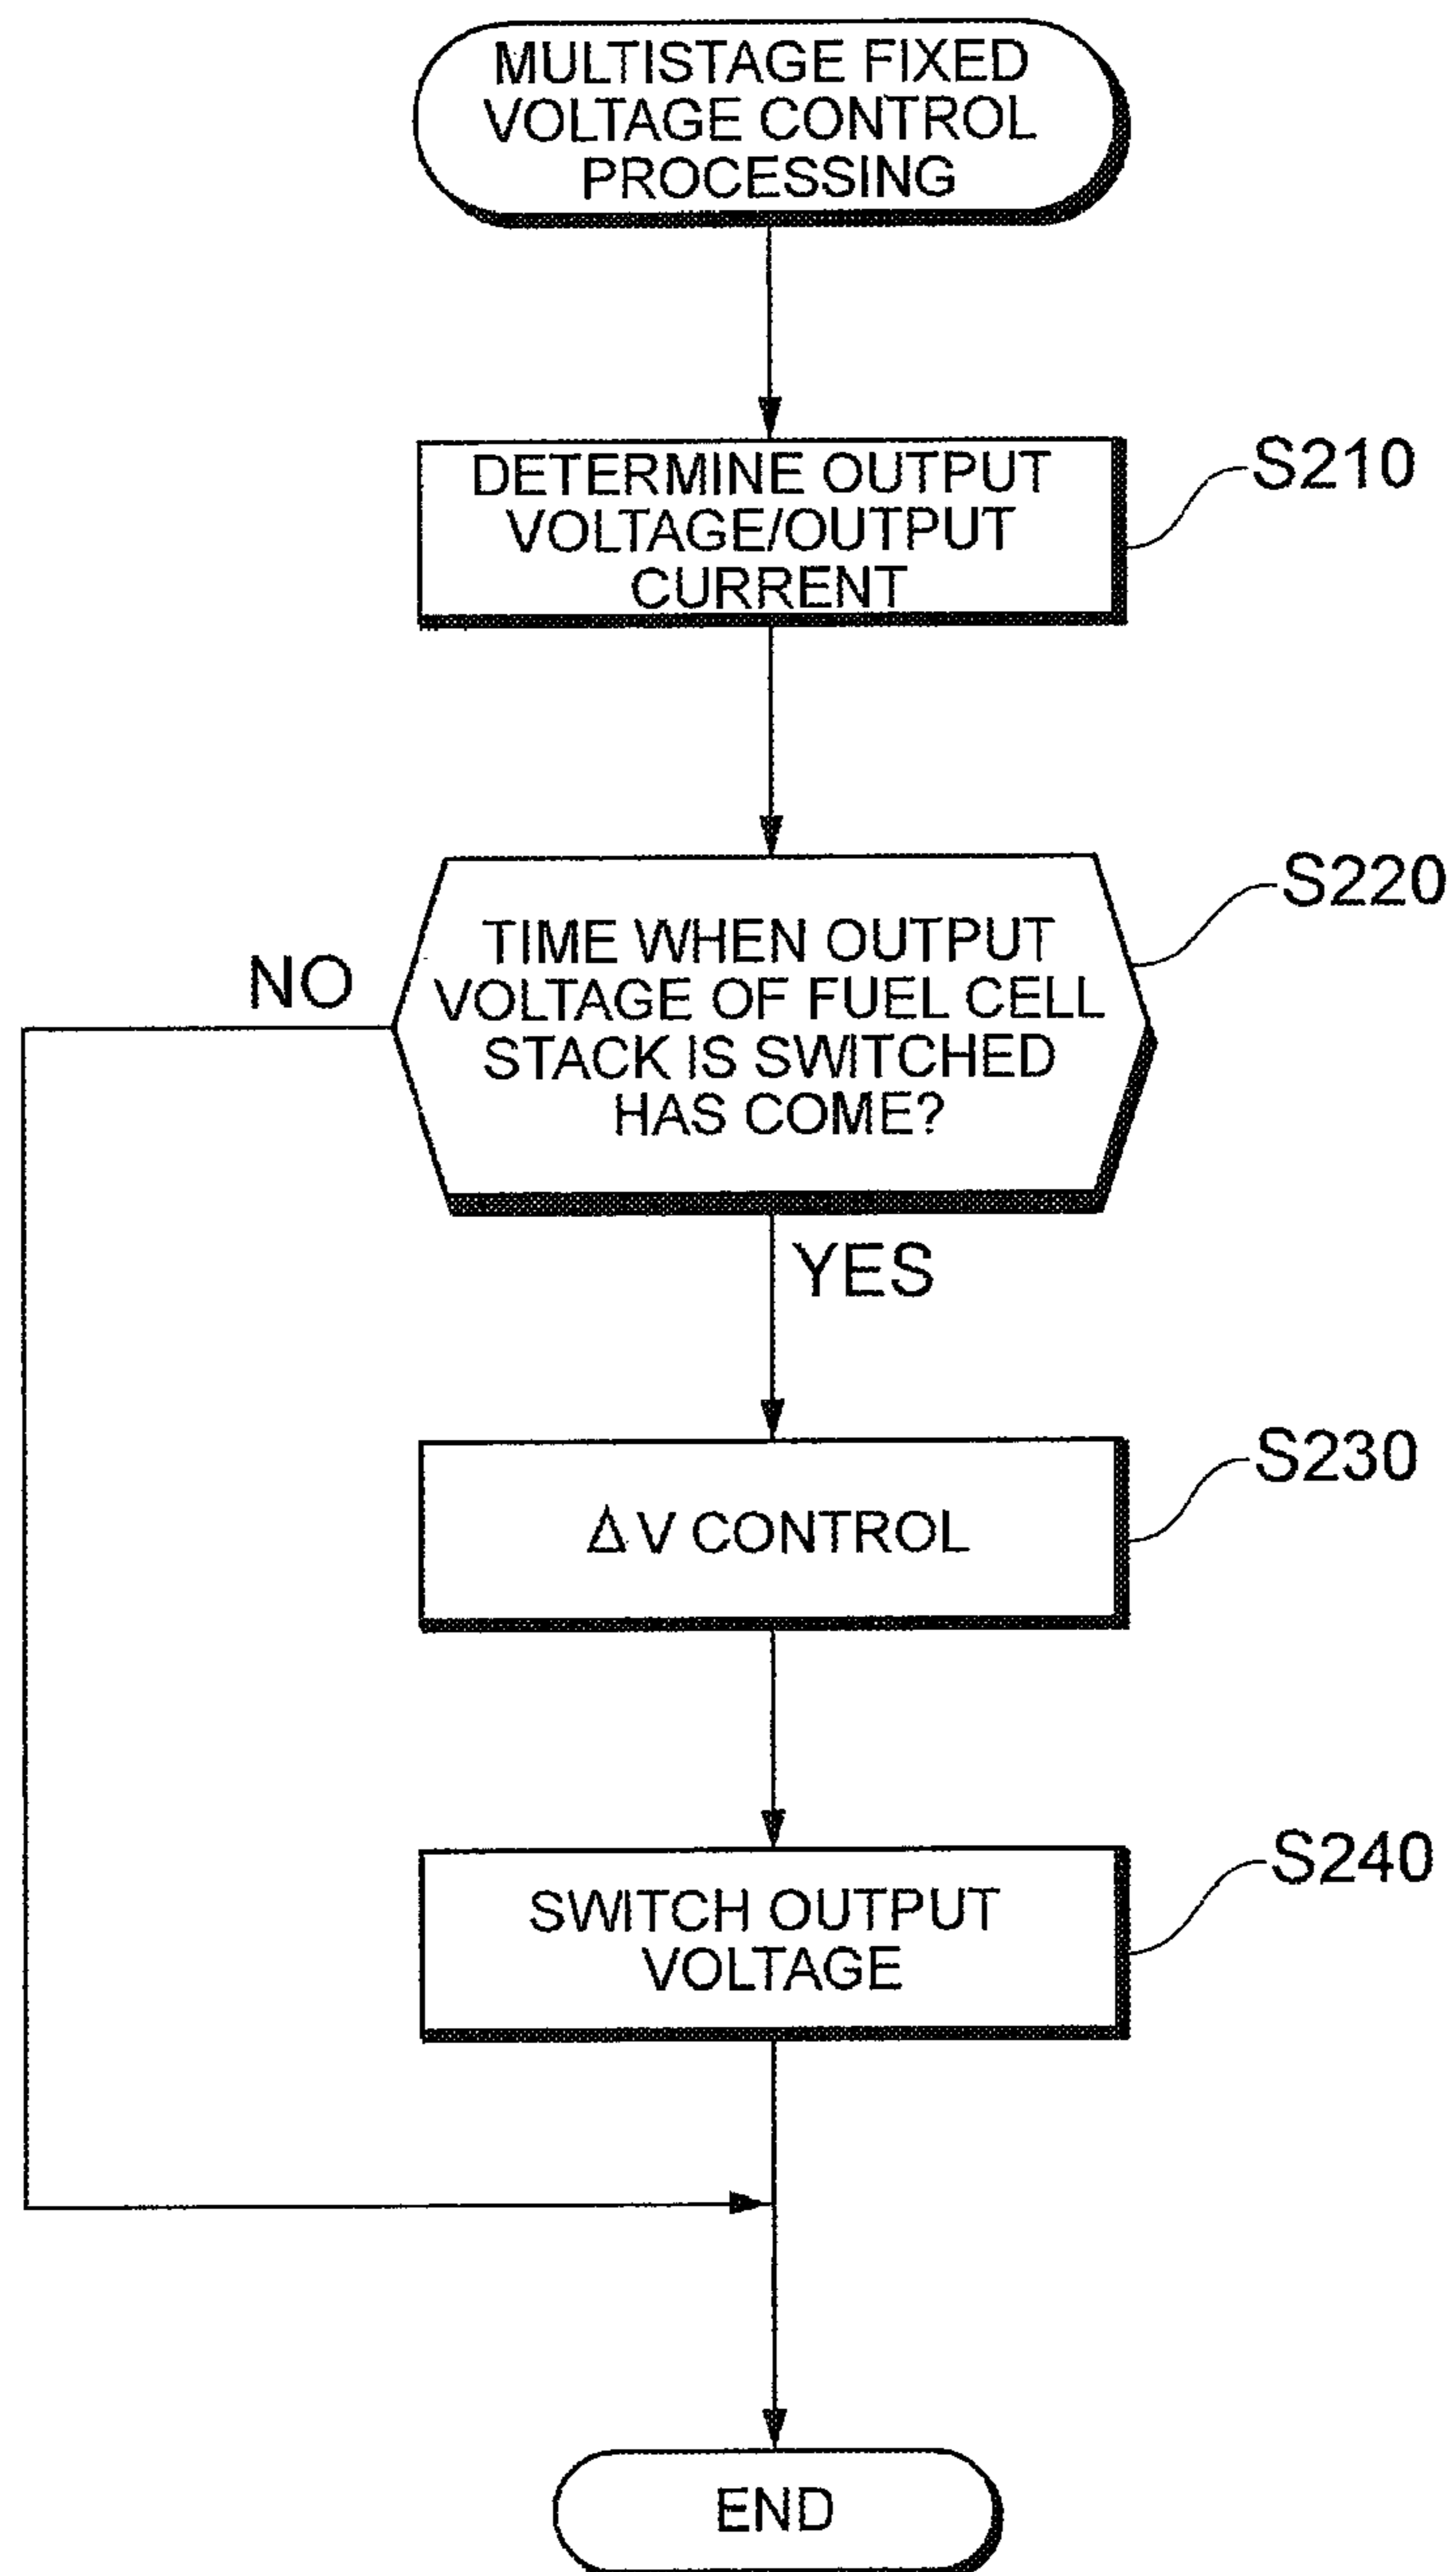 MULTISTAGE FIXED
VOLTAGE CONTROL
PROCESSING
DETERMINE OUTPUT
VOLTAGE/OUTPUT
CURRENT
S210
TIME WHEN OUTPUT
VOLTAGE OF FUEL CELL
STACK IS SWITCHED
HAS COME?
S220
NO
YES
ΔV CONTROL
S230
SWITCH OUTPUT
VOLTAGE
S240
END